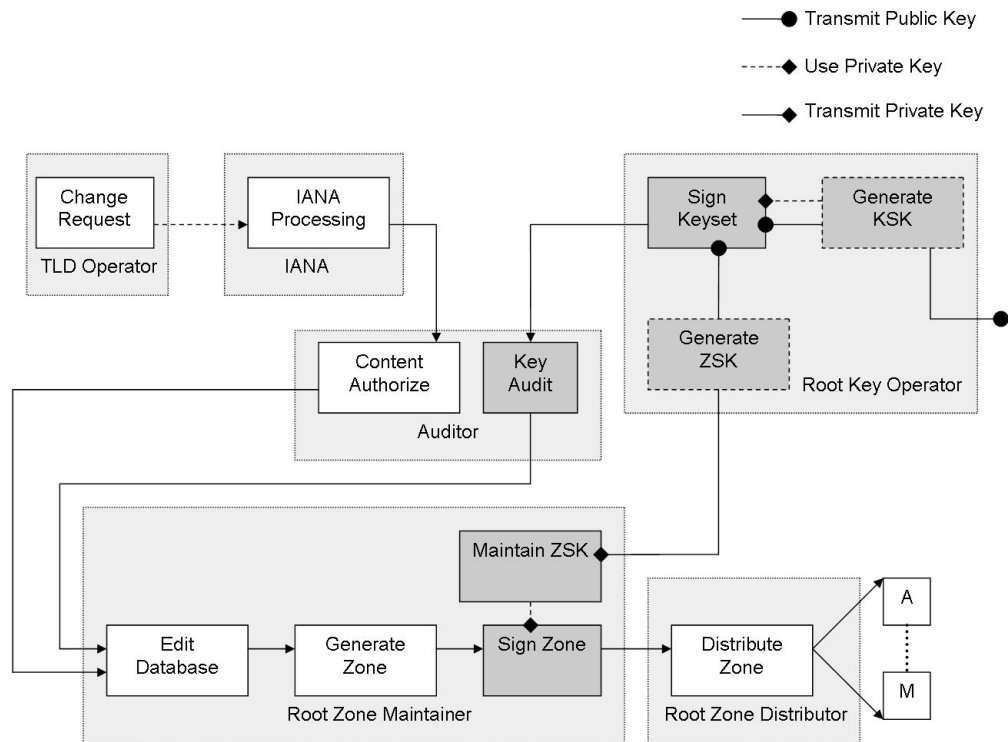 Transmit Public Key
Use Private Key
Transmit Private Key
Change
Request
TLD Operator
IANA
Processing
IANA
Sign
Keyset
Generate
KSK
Generate
ZSK
Root Key Operator
Content
Authorize
Key
Audit
Auditor
Maintain ZSK
Edit
Database
Generate
Zone
Sign Zone
Root Zone Maintainer
Distribute
Zone
Root Zone Distributor
A
M